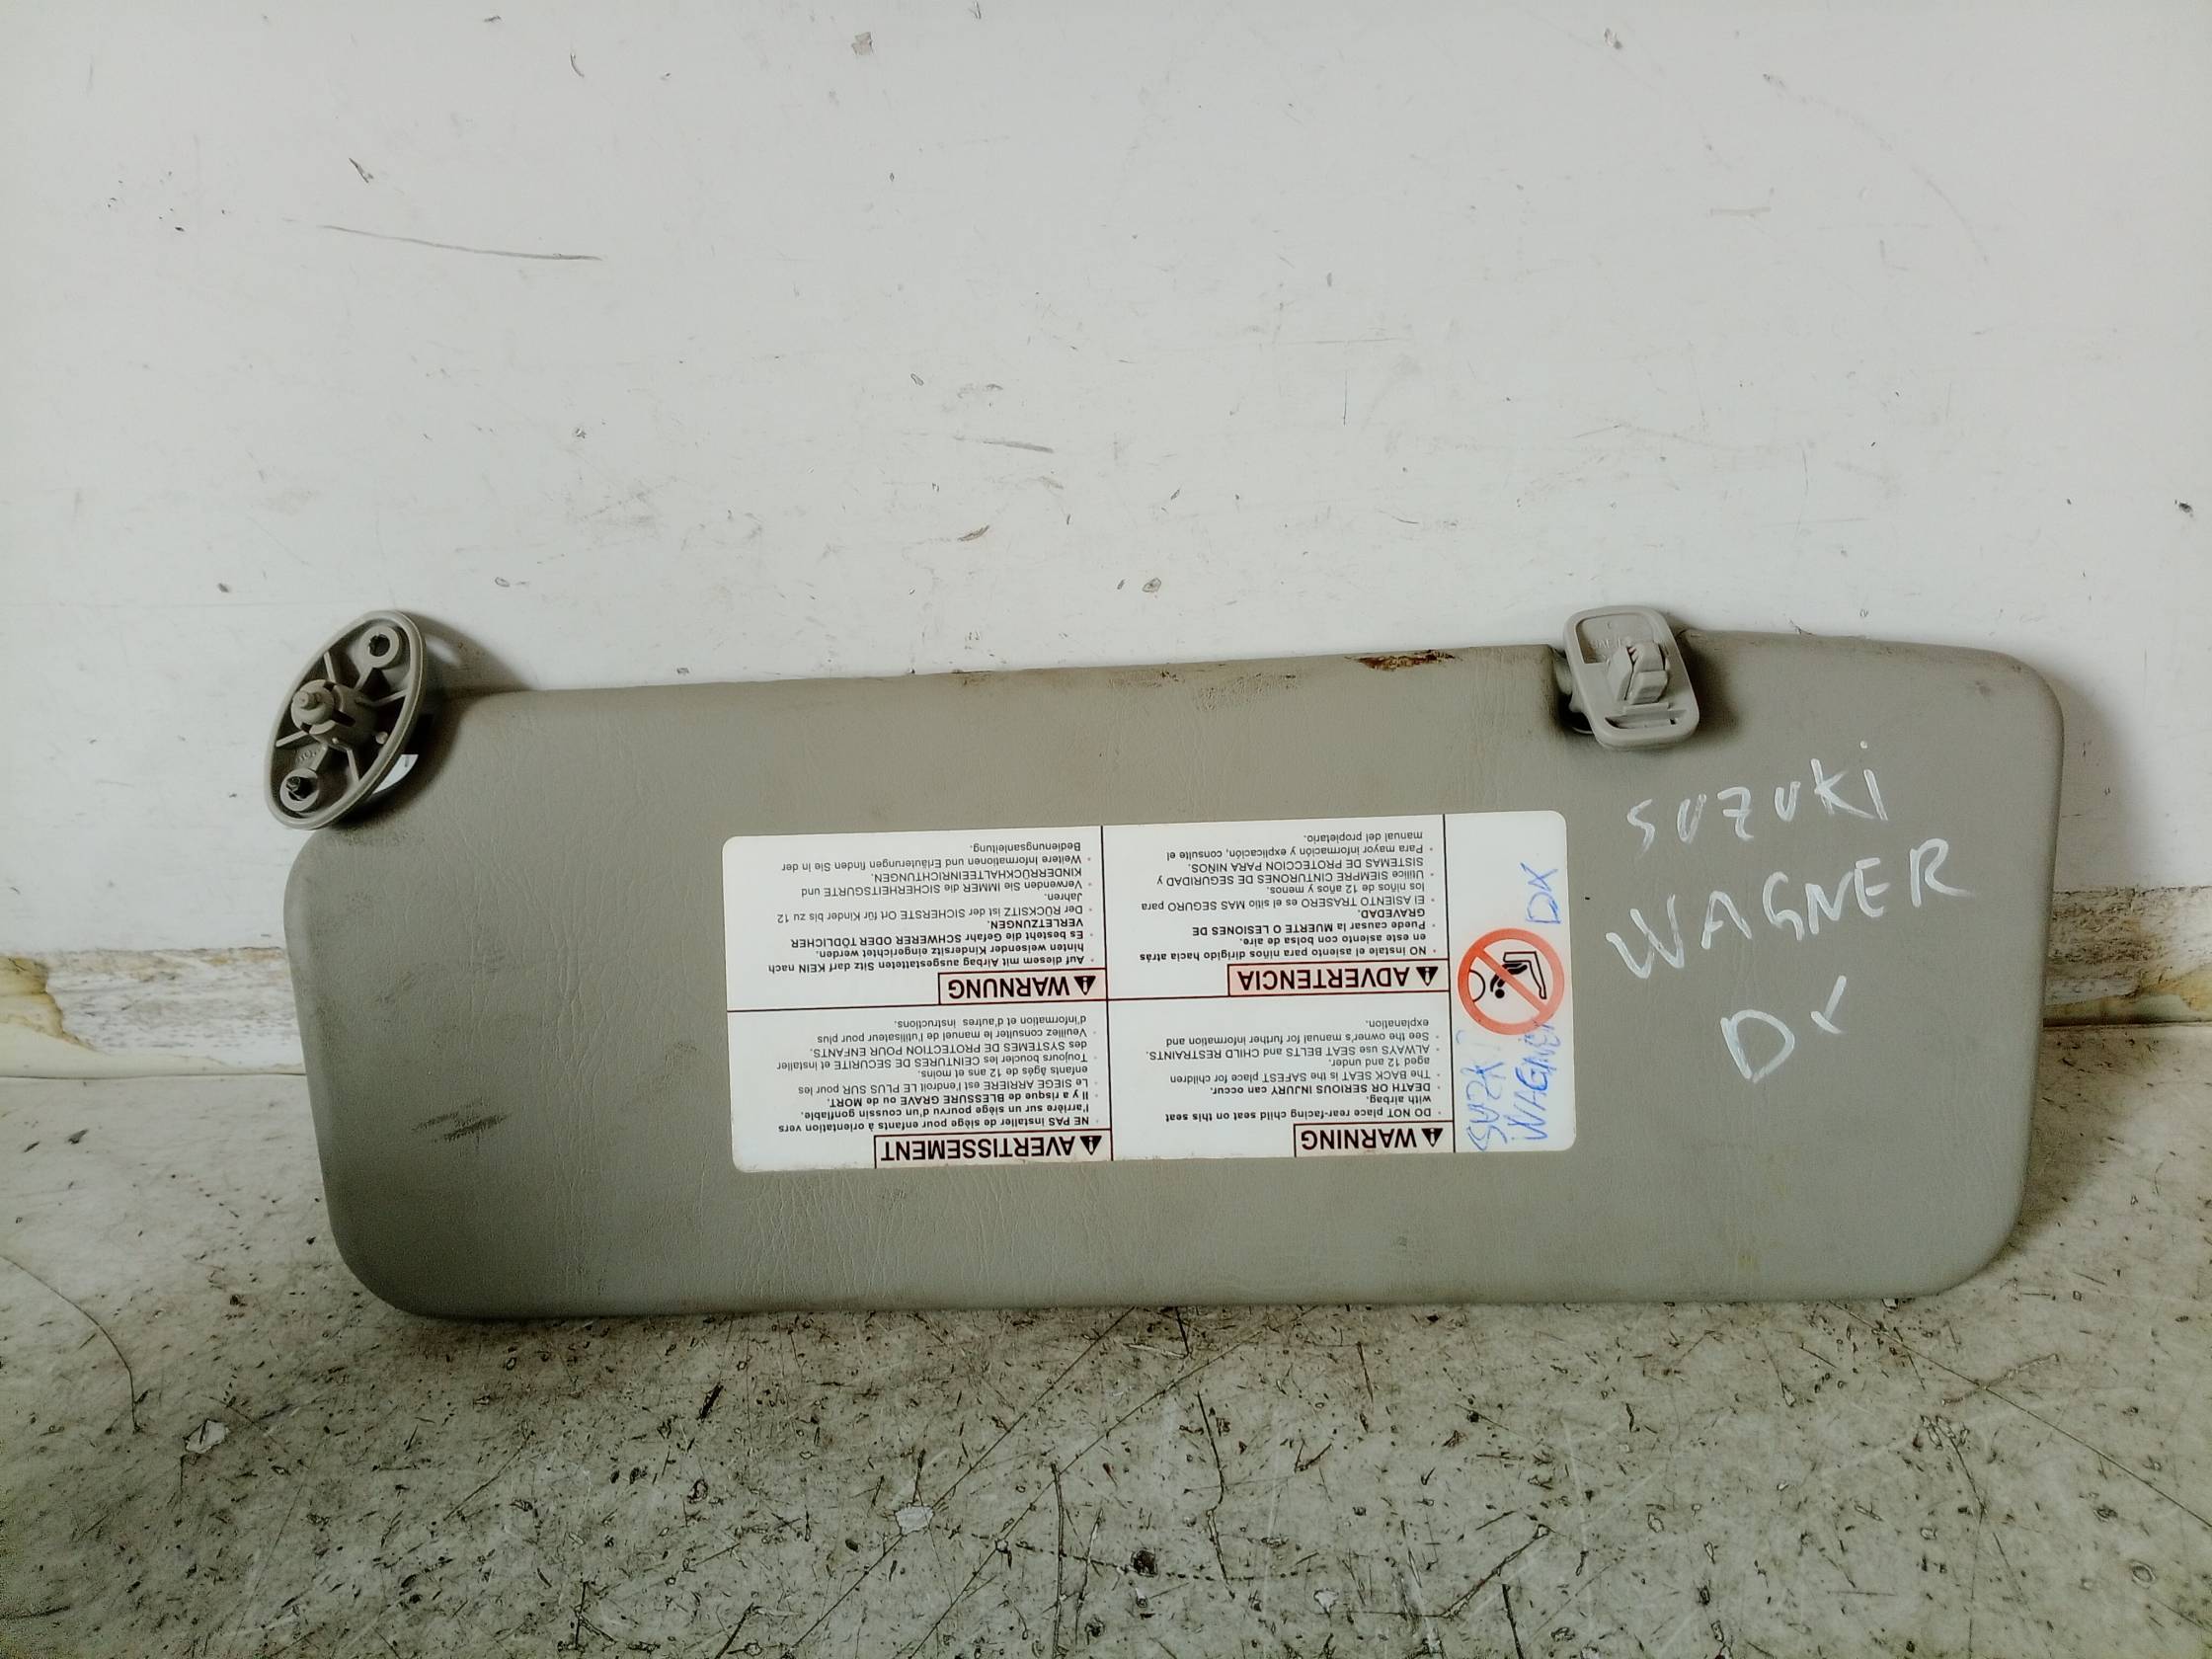 SUZUKI
WAGNER
DX
WARNING
• DO NOT place rear-facing child seat on this seat
with airbag.
• DEATH OR SERIOUS INJURY can occur.
• The BACK SEAT is the SAFEST place for children
aged 12 and under.
• ALWAYS use SEAT BELTS and CHILD RESTRAINTS.
• See the owner's manual for further information and
explanation.
AVERTISSEMENT
• NE PAS installer de siège pour enfants à orientation vers
l'arrière sur un siège pourvu d'un coussin gonflable.
• Il y a risque de BLESSURE GRAVE ou de MORT.
• LE SIEGE ARRIERE est l'endroit LE PLUS SUR pour les
enfants âgés de 12 ans et moins.
• Toujours boucler les CEINTURES DE SECURITE et installer
des SYSTEMES DE PROTECTION POUR ENFANTS.
• Veuillez consulter le manuel de l'utilisateur pour plus
d'information et d'autres instructions.
ADVERTENCIA
• NO instale el asiento para niños dirigido hacia atrás
en este asiento con bolsa de aire.
• Puede causar la MUERTE O LESIONES DE
GRAVEDAD.
• El ASIENTO TRASERO es el sitio MAS SEGURO para
los niños de 12 años y menos.
• Utilice SIEMPRE CINTURONES DE SEGURIDAD y
SISTEMAS DE PROTECCION PARA NIÑOS.
• Para mayor información y explicación, consulte el
manual del propietario.
WARNUNG
• Auf diesem mit Airbag ausgestatteten Sitz darf KEIN nach
hinten weisender Kindersitz eingerichtet werden.
• Es besteht die Gefahr SCHWERER ODER TÖDLICHER
VERLETZUNGEN.
• Der RÜCKSITZ ist der SICHERSTE Ort für Kinder bis zu 12
Jahren.
• Verwenden Sie IMMER die SICHERHEITSGURTE und
KINDERRÜCKHALTEEINRICHTUNGEN.
• Weitere Informationen und Erläuterungen finden Sie in der
Bedienungsanleitung.
WAGNER
DX